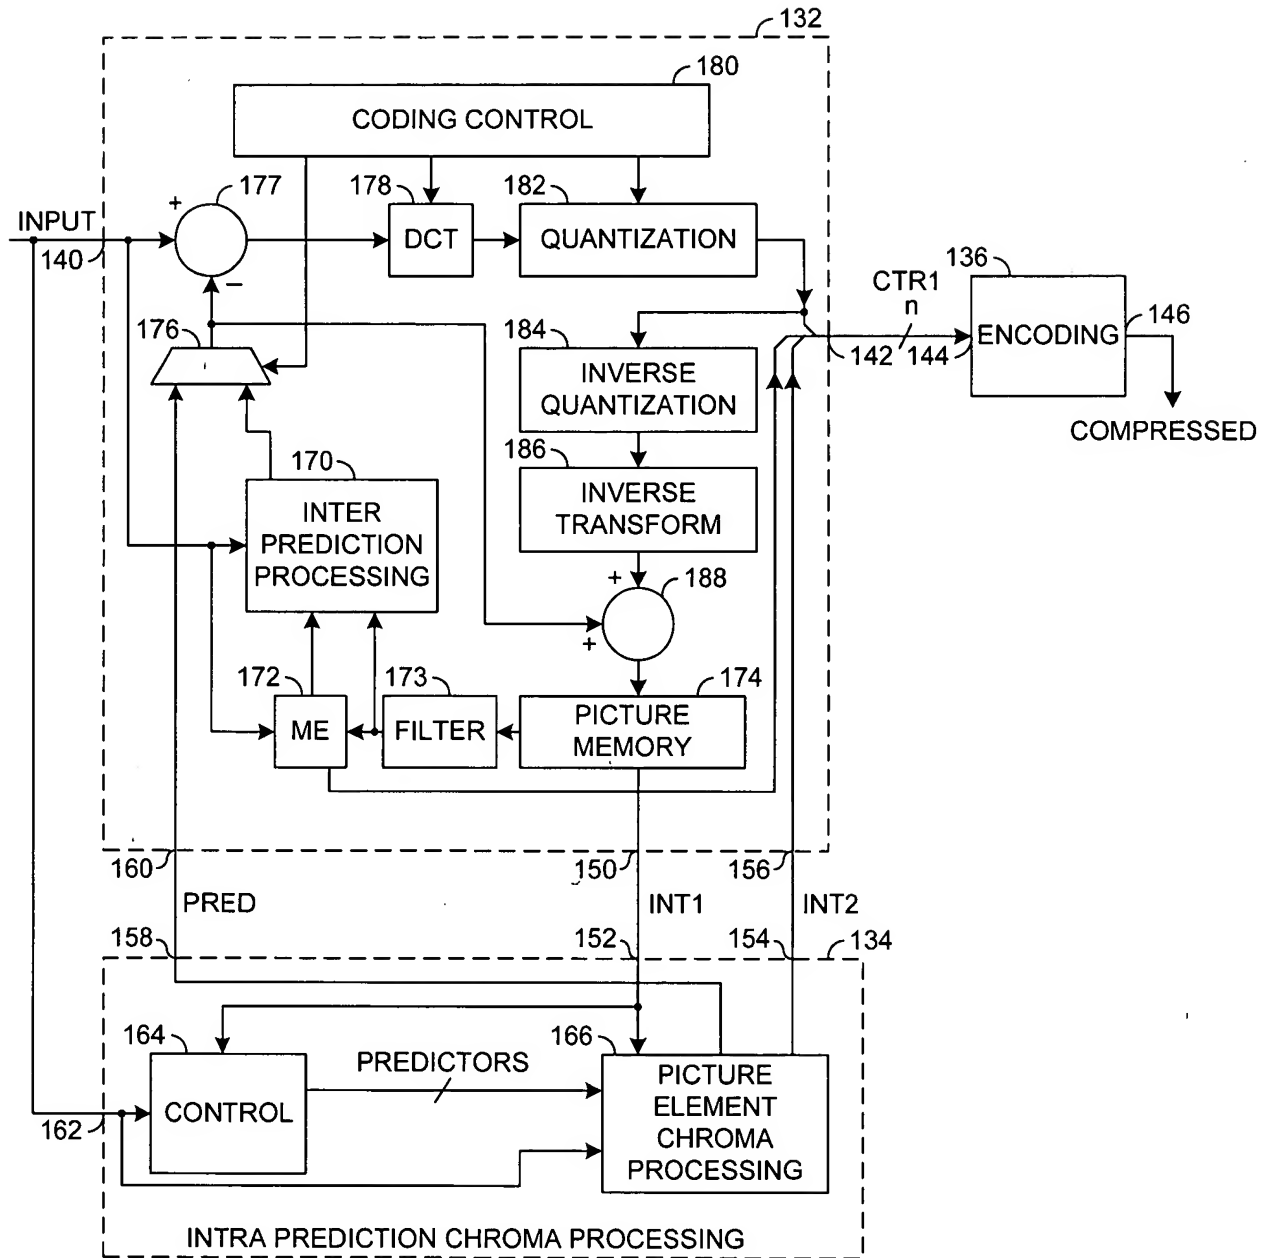 132
180
CODING CONTROL
177
178
182
+
INPUT
140
DCT
QUANTIZATION
−
CTR1
n
136
176
184
142
144
ENCODING
146
INVERSE
QUANTIZATION
COMPRESSED
170
186
INTER
PREDICTION
PROCESSING
INVERSE
TRANSFORM
+
188
+
172
173
174
ME
FILTER
PICTURE
MEMORY
160
150
156
PRED
INT1
INT2
158
152
154
134
164
166
PREDICTORS
CONTROL
PICTURE
ELEMENT
CHROMA
PROCESSING
162
INTRA PREDICTION CHROMA PROCESSING